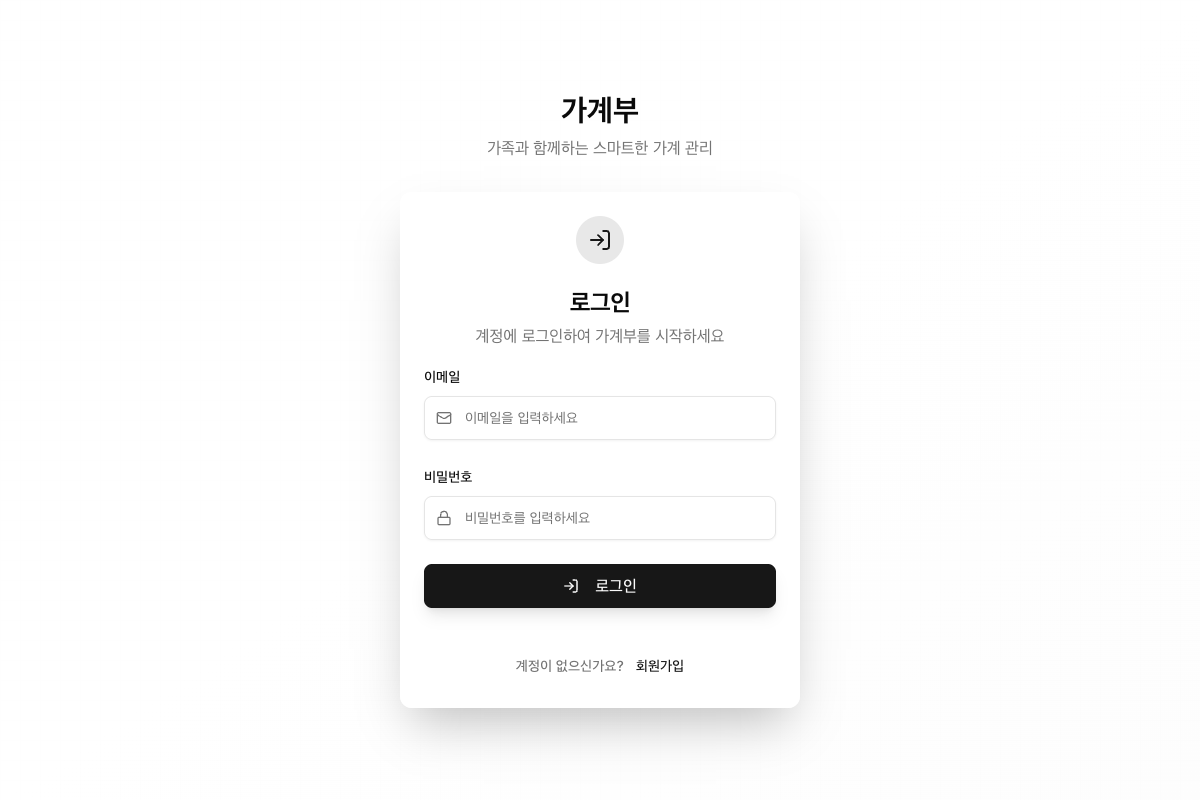 가계부
가족과 함께하는 스마트한 가계 관리
로그인
계정에 로그인하여 가계부를 시작하세요
이메일
이메일을 입력하세요
비밀번호
비밀번호를 입력하세요
로그인
계정이 없으신가요? 회원가입